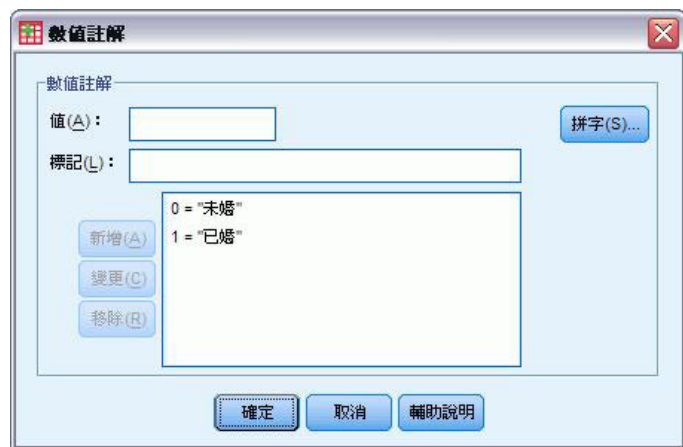 數值註解
數值註解
值(A)：
拼字(S)...
標記(L)：
0 = "未婚"
1 = "已婚"
新增(A)
變更(C)
移除(R)
確定
取消
輔助說明